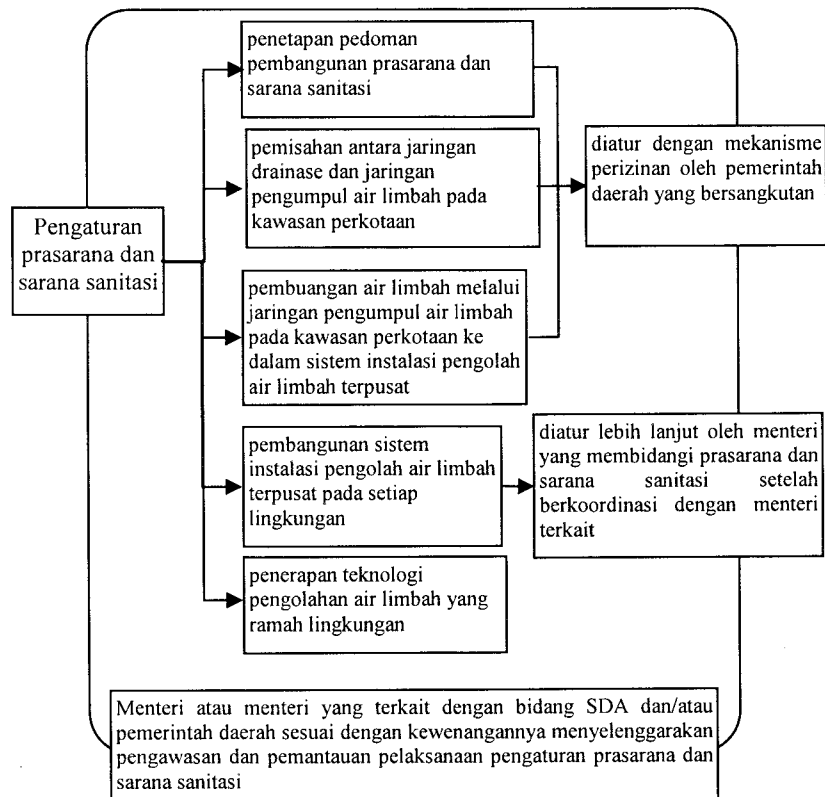 penetapan pedoman
pembangunan prasarana dan
sarana sanitasi
pemisahan antara jaringan
drainase dan jaringan
pengumpul air limbah pada
kawasan perkotaan
diatur dengan mekanisme
perizinan oleh pemerintah
daerah yang bersangkutan
Pengaturan
prasarana dan
sarana sanitasi
pembuangan air limbah melalui
jaringan pengumpul air limbah
pada kawasan perkotaan ke
dalam sistem instalasi pengolah
air limbah terpusat
pembangunan sistem
instalasi pengolah air limbah
terpusat pada setiap
lingkungan
diatur lebih lanjut oleh menteri
yang membidangi prasarana dan
sarana sanitasi setelah
berkoordinasi dengan menteri
terkait
penerapan teknologi
pengolahan air limbah yang
ramah lingkungan
Menteri atau menteri yang terkait dengan bidang SDA dan/atau
pemerintah daerah sesuai dengan kewenangannya menyelenggarakan
pengawasan dan pemantauan pelaksanaan pengaturan prasarana dan
sarana sanitasi